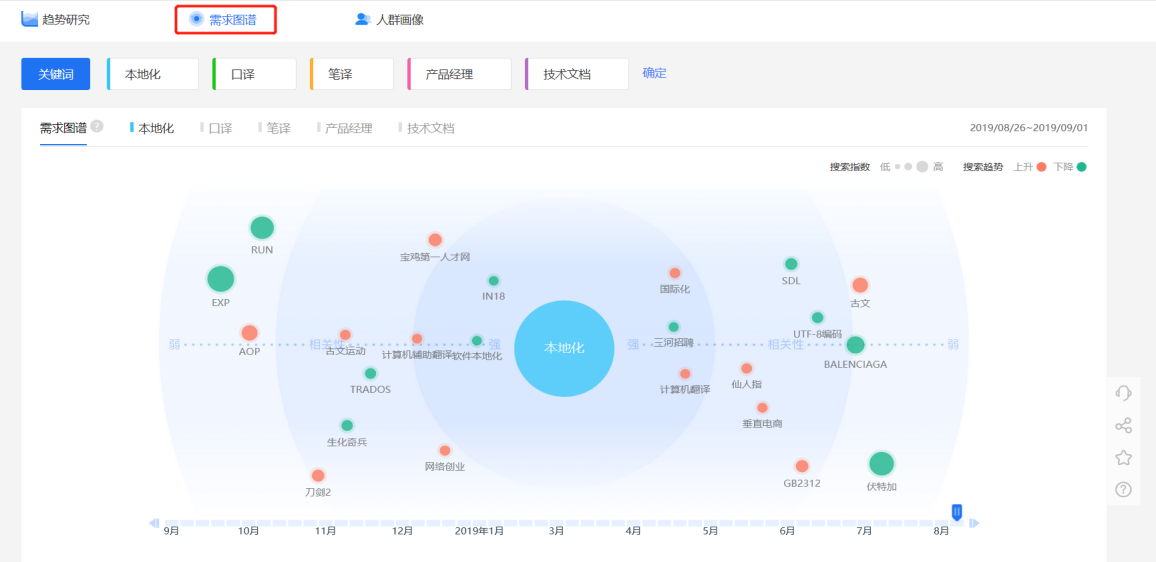 趋势研究 需求图谱 人群画像
关键词 本地化 口译 笔译 产品经理 技术文档 确定
需求图谱 ? 本地化 口译 笔译 产品经理 技术文档 2019/08/26~2019/09/01
搜索指数 低 高 搜索趋势 上升 下降
RUN
宝鸡第一人才网
SDL
国际化
IN18
EXP
古文
UTF-8编码
弱 相关性 强 本地化 强 相关性 弱
AOP
古文运动
计算机辅助翻译
软件本地化
三河招聘
BALENCIAGA
TRADOS
计算机翻译
仙人指
垂直电商
生化奇兵
网络创业
GB2312
伏特加
刀剑2
9月 10月 11月 12月 2019年1月 3月 4月 5月 6月 7月 8月
?